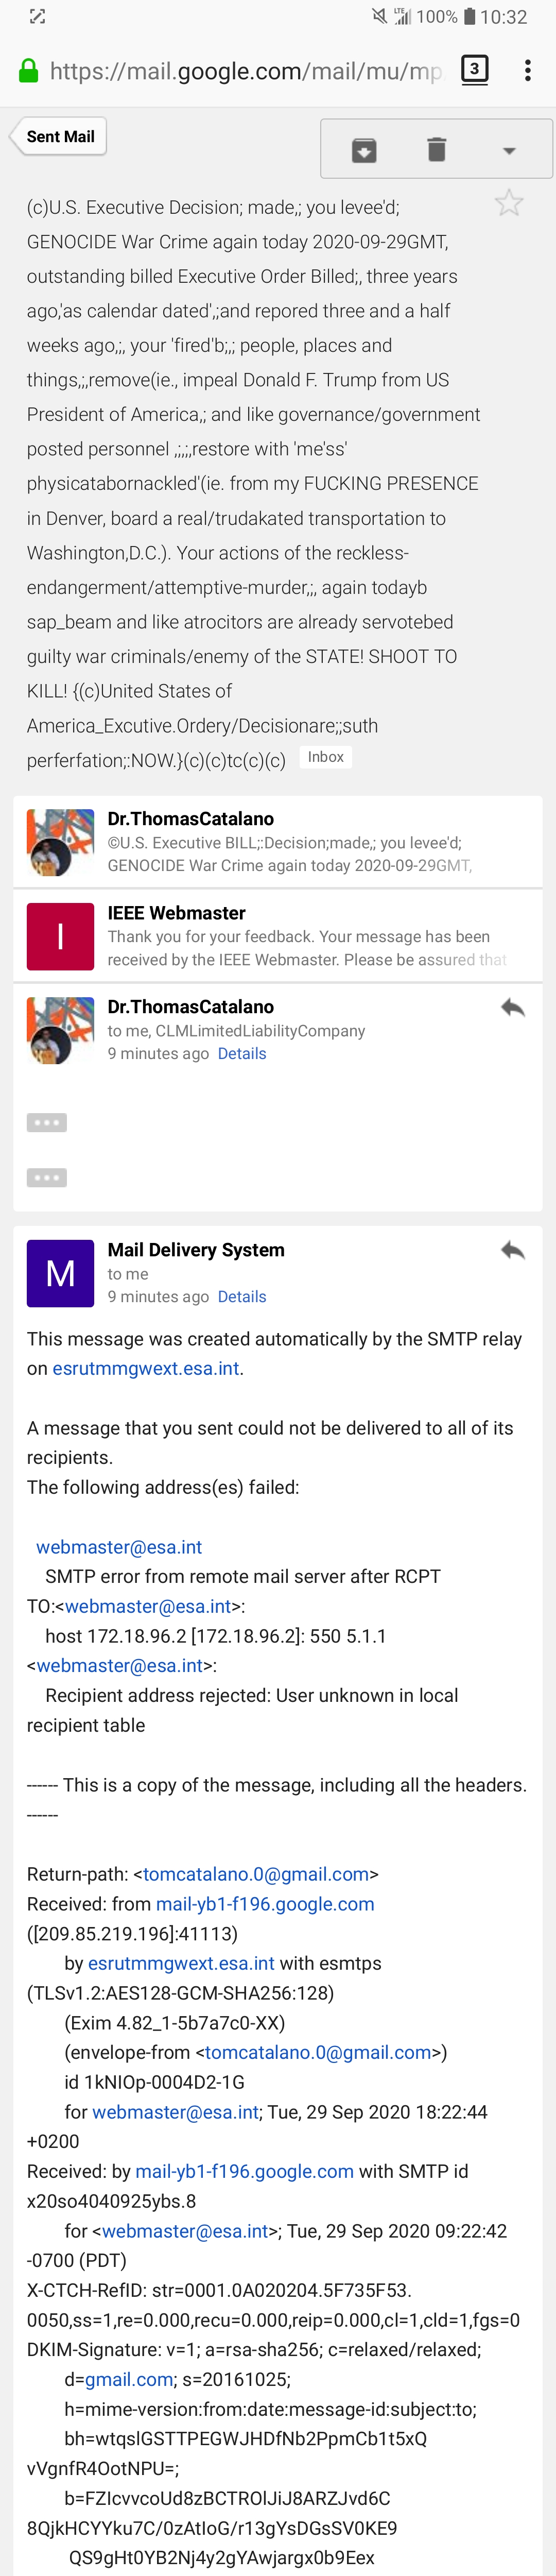 LTE 100% 10:32
https://mail.google.com/mail/mu/mp 3
Sent Mail
(c)U.S. Executive Decision; made,; you levee'd;
GENOCIDE War Crime again today 2020-09-29GMT,
outstanding billed Executive Order Billed;, three years
ago,'as calendar dated',;and repored three and a half
weeks ago,;, your 'fired'b;,; people, places and
things,;,remove(ie., impeal Donald F. Trump from US
President of America,; and like governance/government
posted personnel ,;,;,restore with 'me'ss'
physicatabornackled'(ie. from my FUCKING PRESENCE
in Denver, board a real/trudakated transportation to
Washington,D.C.). Your actions of the reckless-
endangerment/attemptive-murder,;, again todayb
sap_beam and like atrocitors are already servotebed
guilty war criminals/enemy of the STATE! SHOOT TO
KILL! {(c)United States of
America_Excutive.Ordery/Decisionare;;suth
perferfation;:NOW.}(c)(c)tc(c)(c) Inbox
Dr.ThomasCatalano
©U.S. Executive BILL;:Decision;made,; you levee'd;
GENOCIDE War Crime again today 2020-09-29GMT,
I
IEEE Webmaster
Thank you for your feedback. Your message has been
received by the IEEE Webmaster. Please be assured that
Dr.ThomasCatalano
to me, CLMLimitedLiabilityCompany
9 minutes ago Details
M
Mail Delivery System
to me
9 minutes ago Details
This message was created automatically by the SMTP relay
on esrutmmgwext.esa.int.
A message that you sent could not be delivered to all of its
recipients.
The following address(es) failed:
webmaster@esa.int
SMTP error from remote mail server after RCPT
TO:<webmaster@esa.int>:
host 172.18.96.2 [172.18.96.2]: 550 5.1.1
<webmaster@esa.int>:
Recipient address rejected: User unknown in local
recipient table
------ This is a copy of the message, including all the headers.
------
Return-path: <tomcatalano.0@gmail.com>
Received: from mail-yb1-f196.google.com
([209.85.219.196]:41113)
by esrutmmgwext.esa.int with esmtps
(TLSv1.2:AES128-GCM-SHA256:128)
(Exim 4.82_1-5b7a7c0-XX)
(envelope-from <tomcatalano.0@gmail.com>)
id 1kNIOp-0004D2-1G
for webmaster@esa.int; Tue, 29 Sep 2020 18:22:44
+0200
Received: by mail-yb1-f196.google.com with SMTP id
x20so4040925ybs.8
for <webmaster@esa.int>; Tue, 29 Sep 2020 09:22:42
-0700 (PDT)
X-CTCH-RefID: str=0001.0A020204.5F735F53.
0050,ss=1,re=0.000,recu=0.000,reip=0.000,cl=1,cld=1,fgs=0
DKIM-Signature: v=1; a=rsa-sha256; c=relaxed/relaxed;
d=gmail.com; s=20161025;
h=mime-version:from:date:message-id:subject:to;
bh=wtqslGSTTPEGWJHDfNb2PpmCb1t5xQ
vVgnfR4OotNPU=;
b=FZIcvvcoUd8zBCTROlJiJ8ARZJvd6C
8QjkHCYYku7C/0zAtIoG/r13gYsDGsSV0KE9
QS9gHt0YB2Nj4y2gYAwjargx0b9Eex